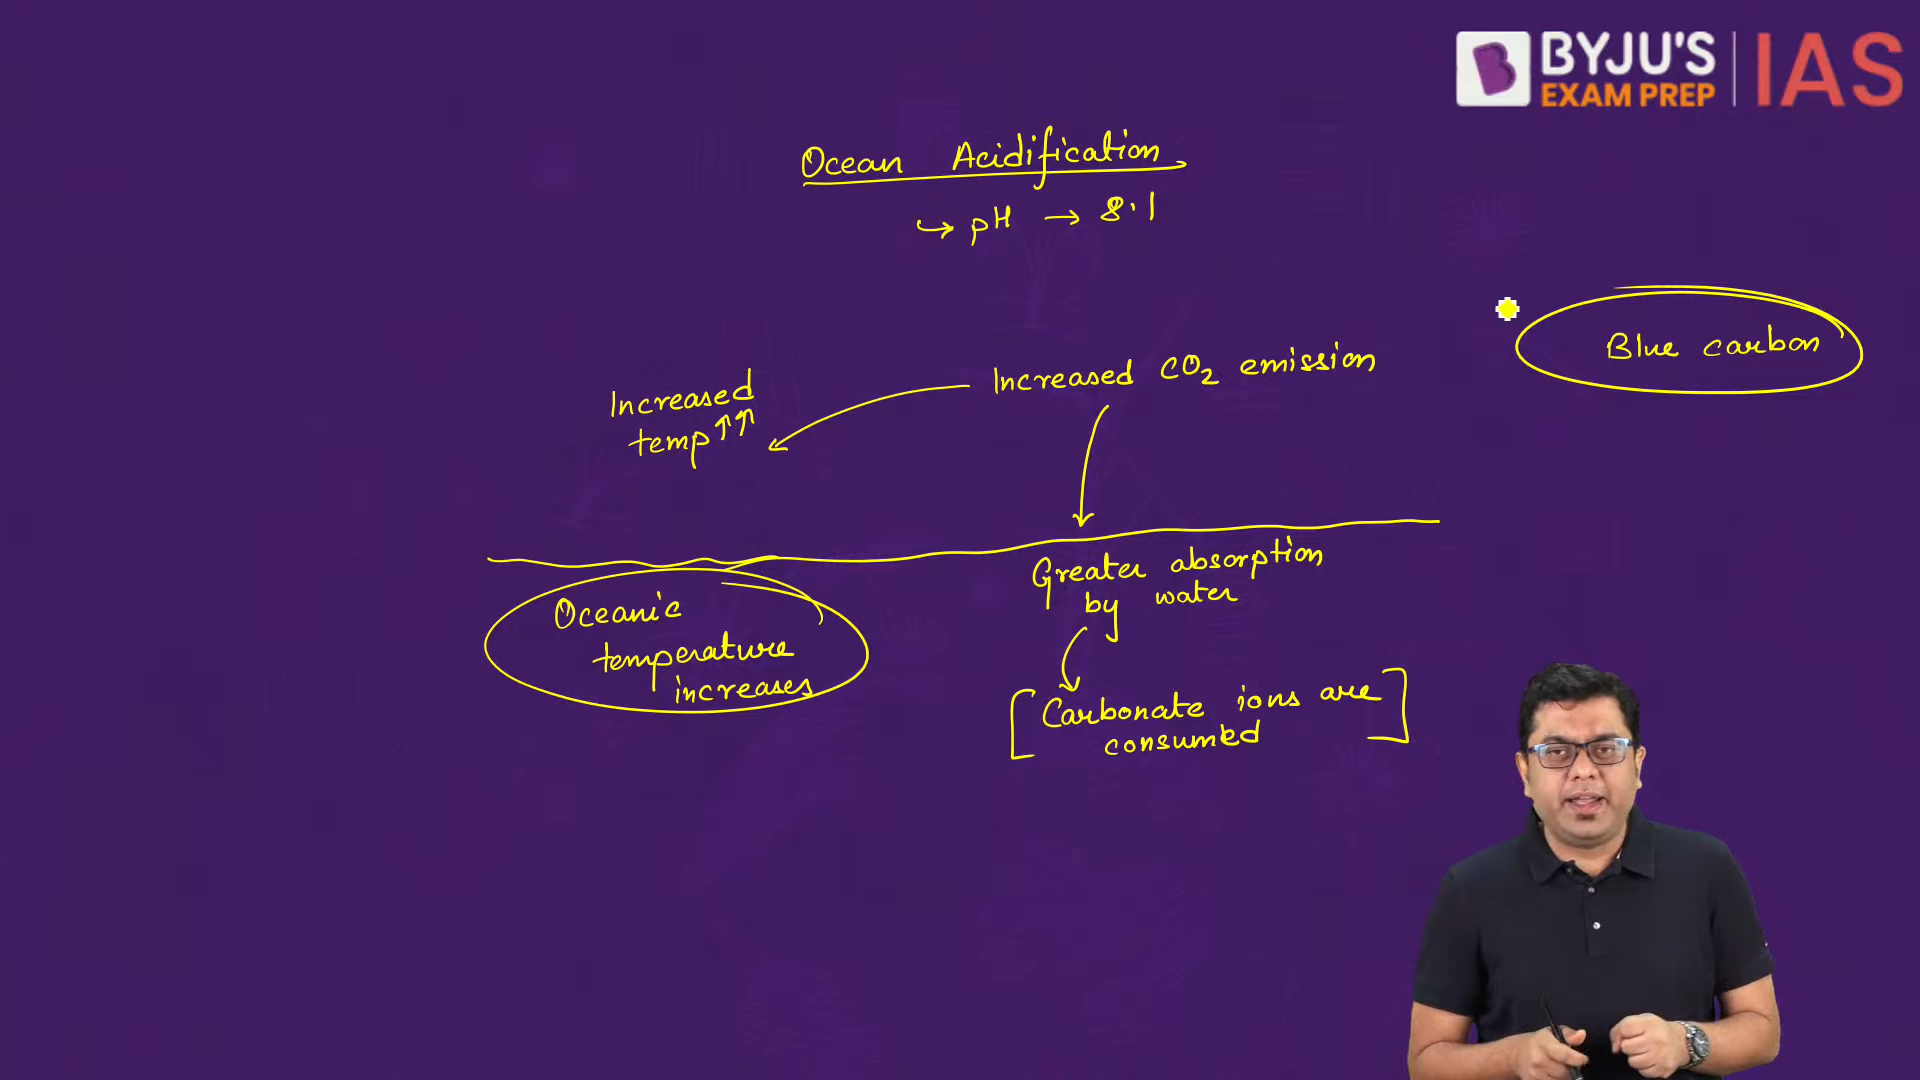 BYJU'S
EXAM PREP
IAS
Ocean Acidification
↪ pH → 8.1
Blue carbon
Increased CO₂ emission
Increased
temp↑↑
Greater absorption
by water
Oceanic
temperature
increases
[Carbonate ions are
consumed]